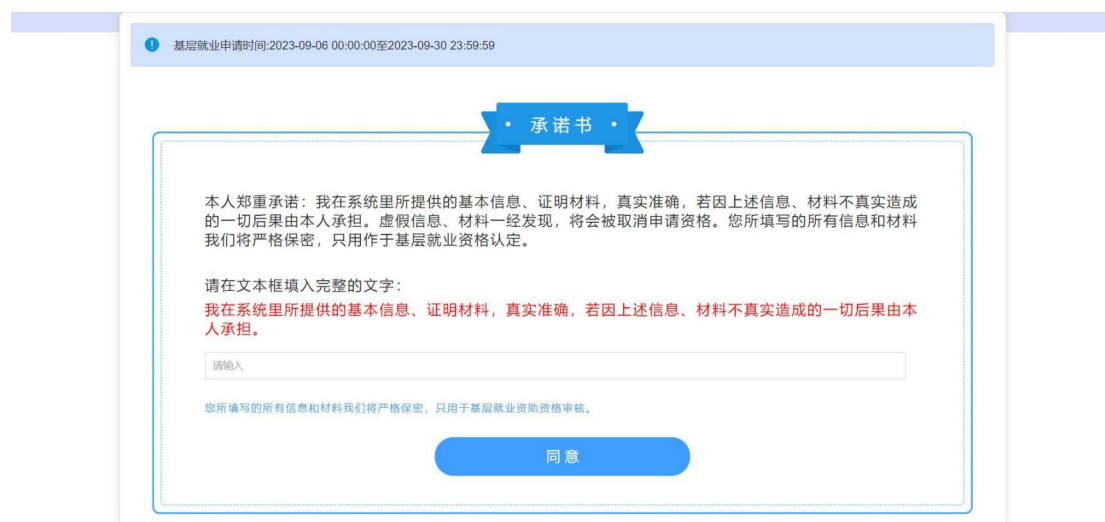 基层就业申请时间:2023-09-06 00:00:00至2023-09-30 23:59:59
· 承诺书 ·
本人郑重承诺：我在系统里所提供的基本信息、证明材料，真实准确，若因上述信息、材料不真实造成
的一切后果由本人承担。虚假信息、材料一经发现，将会被取消申请资格。您所填写的所有信息和材料
我们将严格保密，只用作于基层就业资格认定。
请在文本框填入完整的文字：
我在系统里所提供的基本信息、证明材料，真实准确，若因上述信息、材料不真实造成的一切后果由本
人承担。
请输入
您所填写的所有信息和材料我们将严格保密，只用于基层就业资助资格审核。
同意